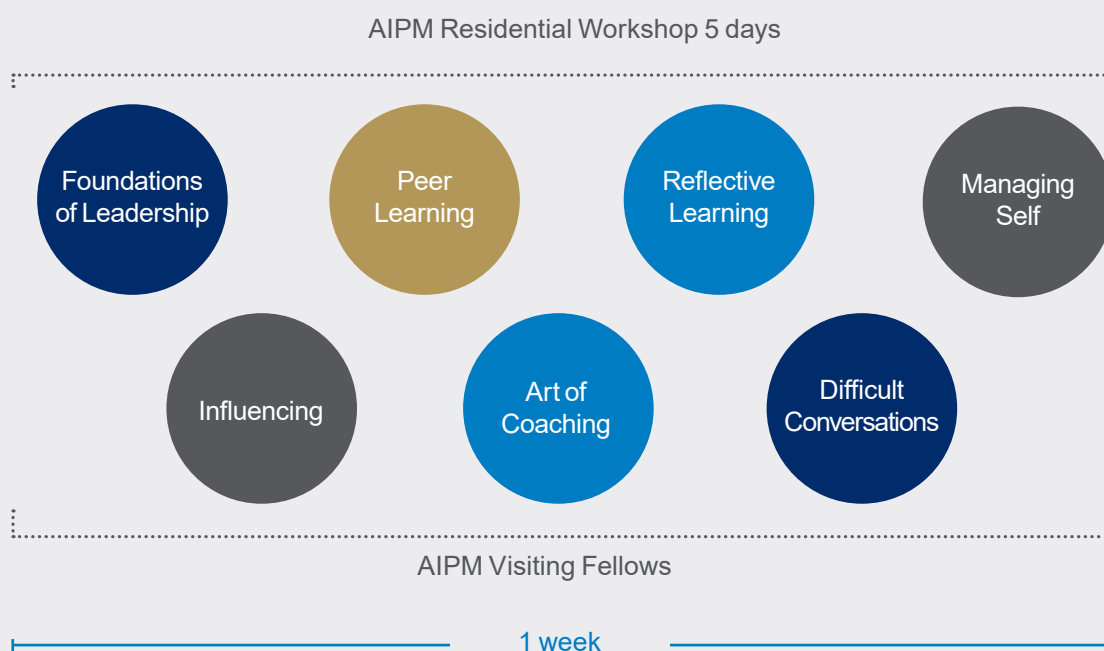 AIPM Residential Workshop 5 days
Foundations
of Leadership
Peer
Learning
Reflective
Learning
Managing
Self
Influencing
Art of
Coaching
Difficult
Conversations
AIPM Visiting Fellows
1 week